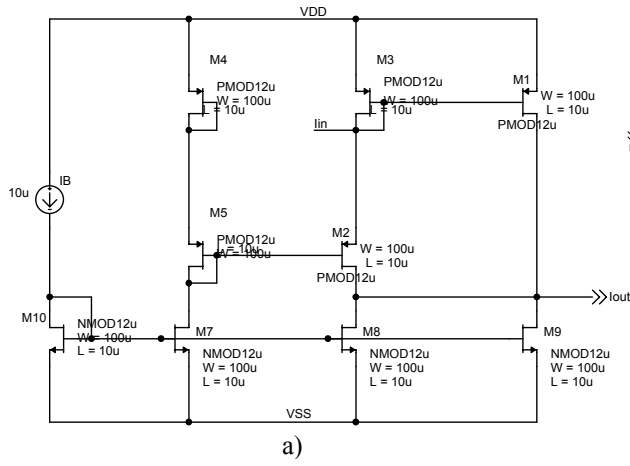 VDD
M4
PMOD12u
W = 100u
L = 10u
M3
PMOD12u
W = 100u
L = 10u
M1
W = 100u
L = 10u
PMOD12u
Iin
IB
10u
M5
PMOD12u
L = 10u
W = 100u
M2
W = 100u
L = 10u
PMOD12u
Iout
M10
NMOD12u
W = 100u
L = 10u
M7
NMOD12u
W = 100u
L = 10u
M8
NMOD12u
W = 100u
L = 10u
M9
NMOD12u
W = 100u
L = 10u
VSS
a)